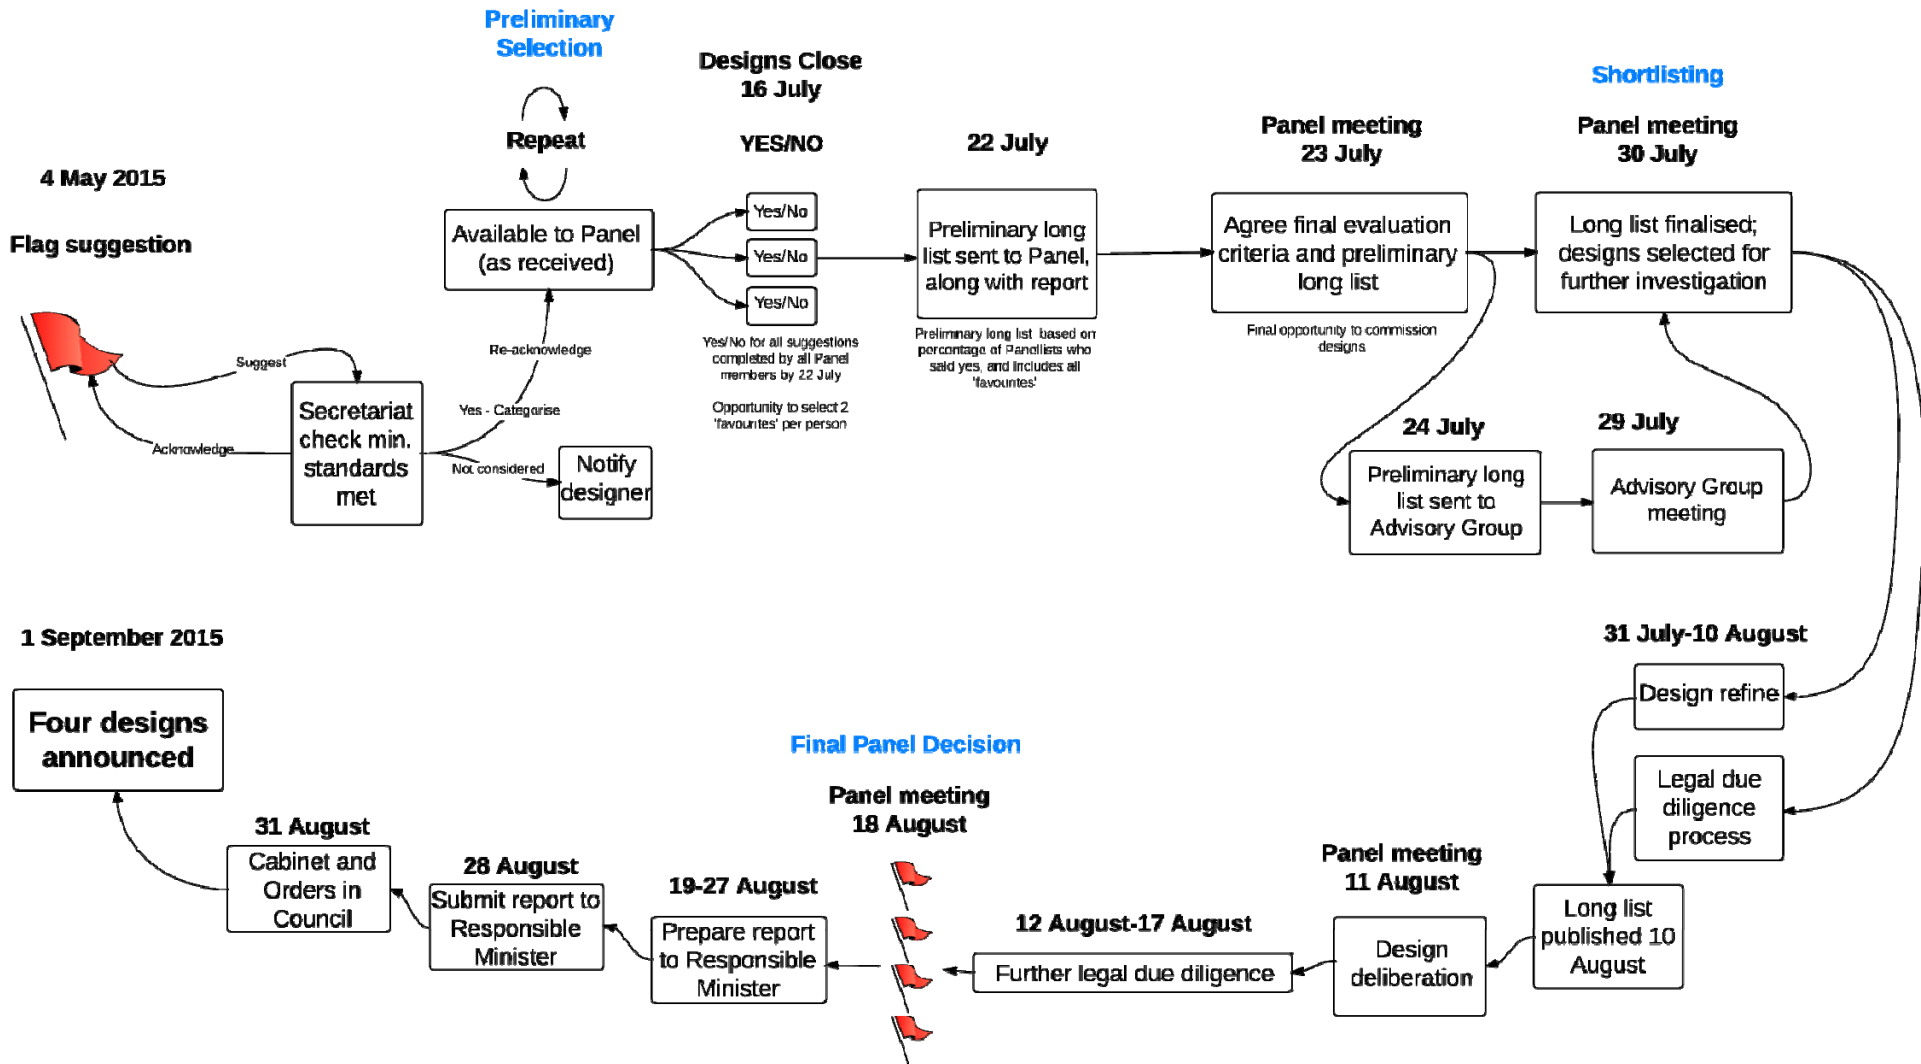 Preliminary
Selection
Designs Close
16 July
Shortlisting
Repeat
YES/NO
22 July
Panel meeting
23 July
Panel meeting
30 July
4 May 2015
Flag suggestion
Available to Panel
(as received)
Yes/No
Yes/No
Yes/No
Preliminary long
list sent to Panel,
along with report
Agree final evaluation
criteria and preliminary
long list
Long list finalised;
designs selected for
further investigation
Yes/No for all suggestions
completed by all Panel
members by 22 July
Opportunity to select 2
'favourites' per person
Preliminary long list based on
percentage of Panellists who
said yes, and includes all
'favourites'
Final opportunity to commission
designs
Suggest
Acknowledge
Secretariat
check min.
standards
met
Re-acknowledge
Yes - Categorise
Not considered
Notify
designer
24 July
Preliminary long
list sent to
Advisory Group
29 July
Advisory Group
meeting
31 July-10 August
Design refine
Legal due
diligence
process
Long list
published 10
August
Panel meeting
11 August
Design
deliberation
12 August-17 August
Further legal due diligence
Final Panel Decision
Panel meeting
18 August
19-27 August
Prepare report
to Responsible
Minister
28 August
Submit report to
Responsible
Minister
31 August
Cabinet and
Orders in
Council
1 September 2015
Four designs
announced